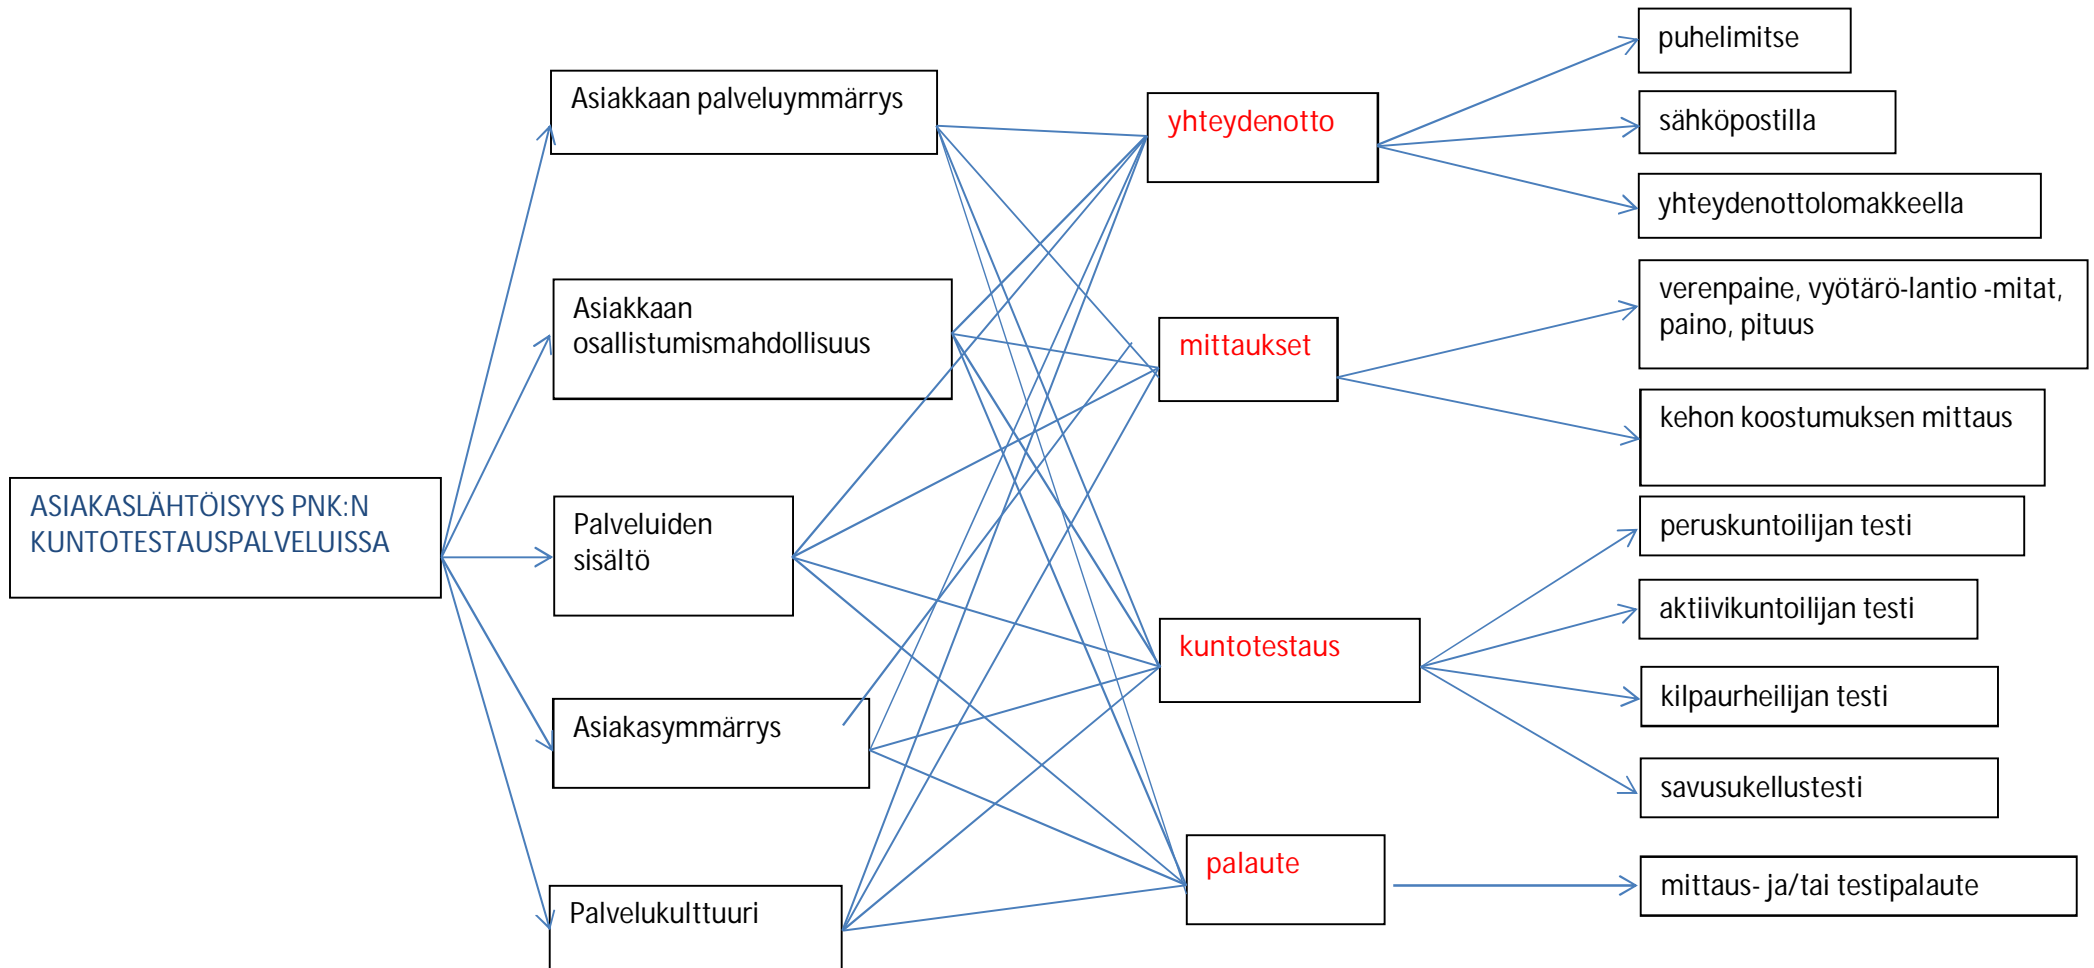 ASIAKASLÄHTÖISYYS PNK:N
KUNTOTESTAUSPALVELUISSA
Asiakkaan palveluymmärrys
Asiakkaan
osallistumismahdollisuus
Palveluiden
sisältö
Asiakasymmärrys
Palvelukulttuuri
yhteydenotto
mittaukset
kuntotestaus
palaute
puhelimitse
sähköpostilla
yhteydenottolomakkeella
verenpaine, vyötärö-lantio -mitat,
paino, pituus
kehon koostumuksen mittaus
peruskuntoilijan testi
aktiivikuntoilijan testi
kilpaurheilijan testi
savusukellustesti
mittaus- ja/tai testipalaute